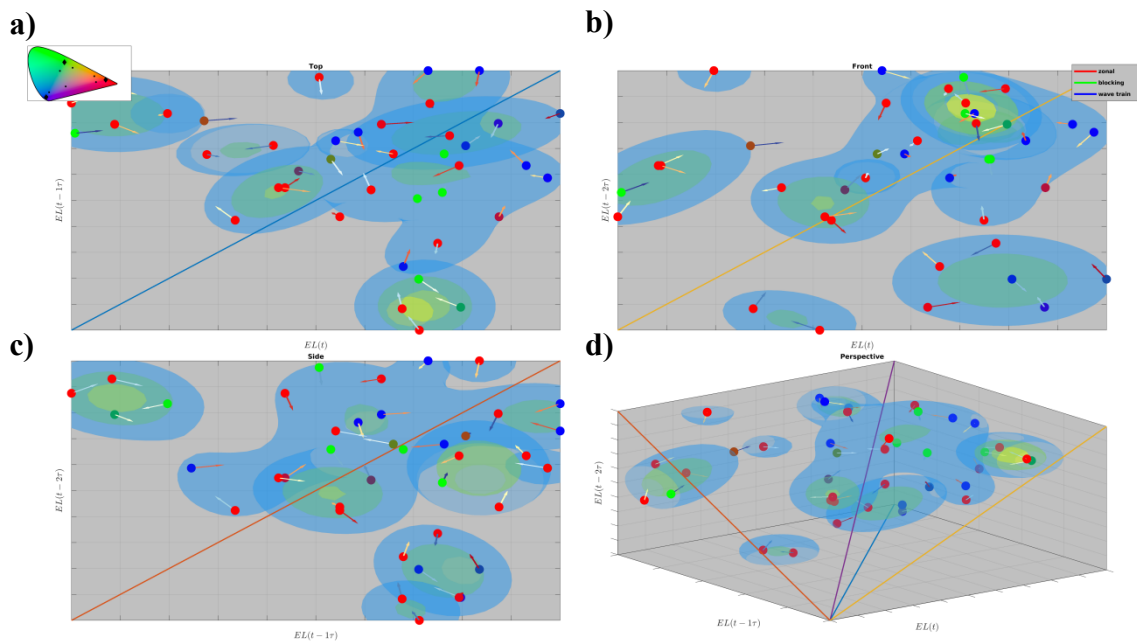 a)
Top
EL(t − 1τ)
EL(t)
b)
Front
zonal
blocking
wave train
EL(t − 2τ)
EL(t)
c)
Side
EL(t − 2τ)
EL(t − 1τ)
d)
Perspective
EL(t − 2τ)
EL(t − 1τ)
EL(t)